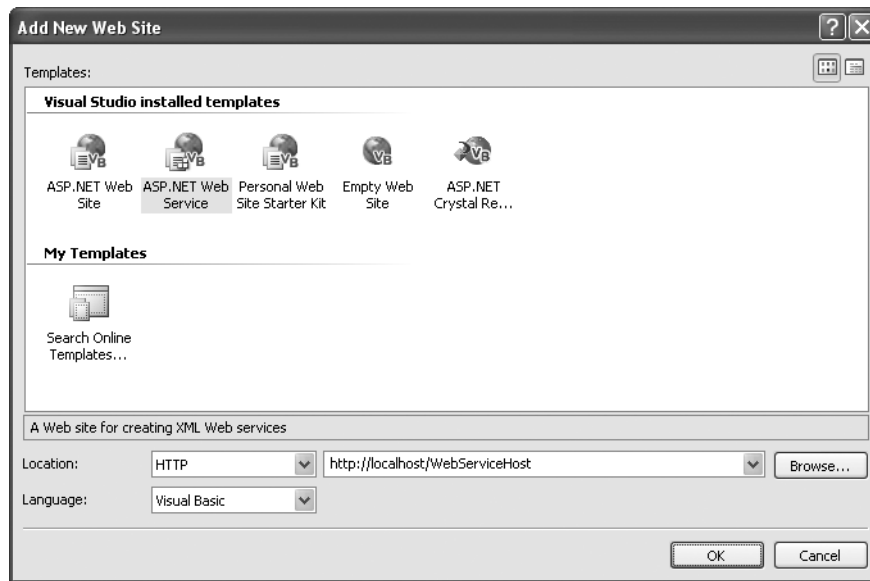 Add New Web Site
Templates:
Visual Studio installed templates
ASP.NET Web
Site
ASP.NET Web
Service
Personal Web
Site Starter Kit
Empty Web
Site
ASP.NET
Crystal Re...
My Templates
Search Online
Templates...
A Web site for creating XML Web services
Location:
HTTP
http://localhost/WebServiceHost
Browse...
Language:
Visual Basic
OK
Cancel